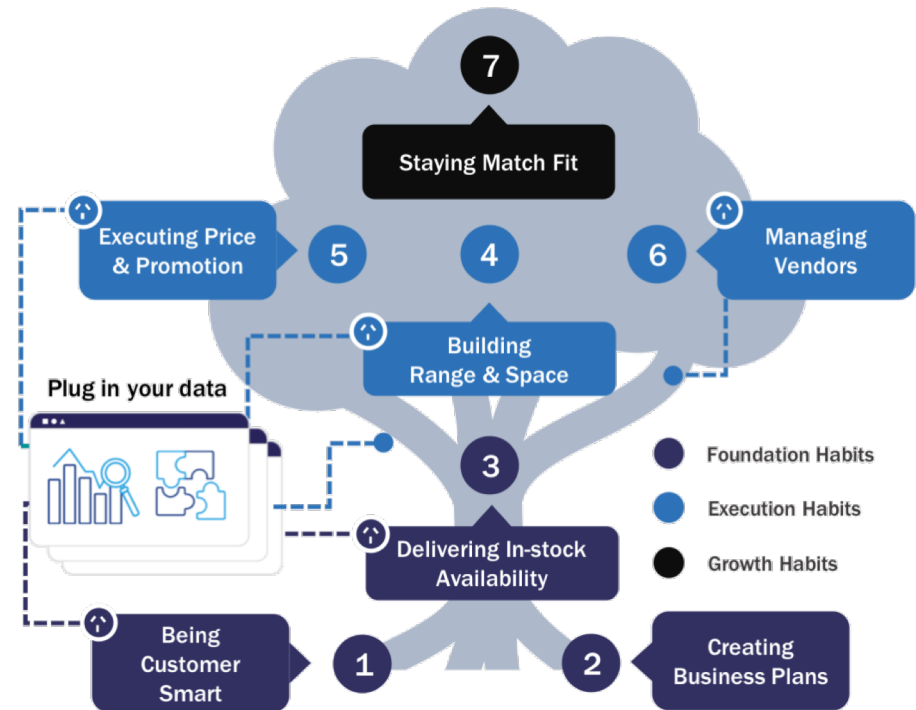 7
Staying Match Fit
Executing Price
& Promotion
5
4
6
Managing
Vendors
Building
Range & Space
Plug in your data
3
Foundation Habits
Execution Habits
Growth Habits
Delivering In-stock
Availability
Being
Customer
Smart
1
2
Creating
Business Plans